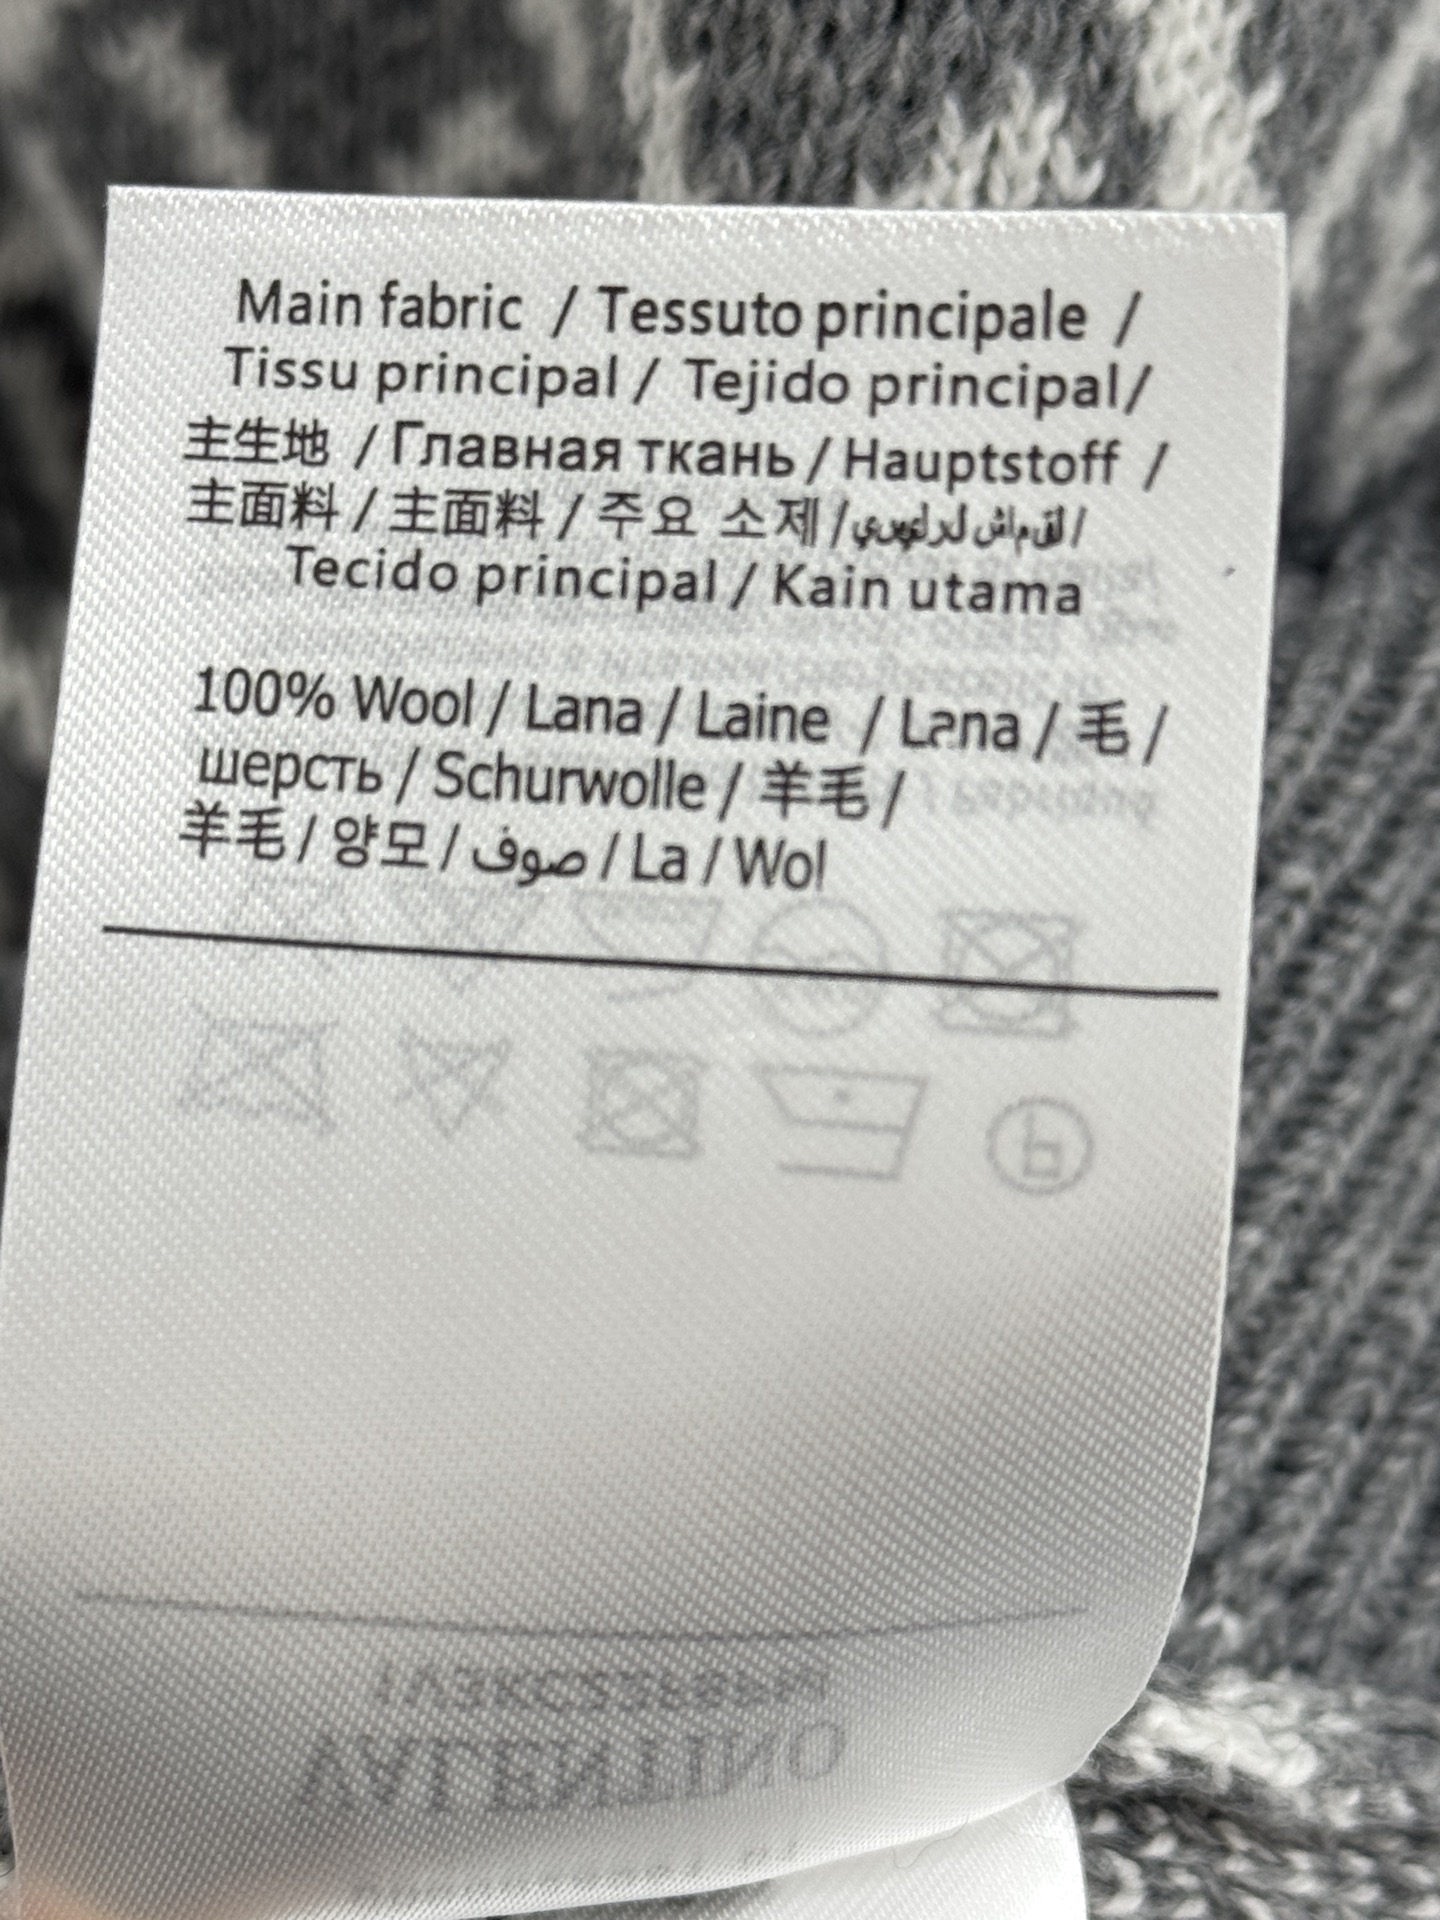 Main fabric / Tessuto principale /
Tissu principal / Tejido principal/
主生地 / Главная ткань / Hauptstoff /
主面料 / 主面料 / 주요 소제 / /
Tecido principal / Kain utama
100% Wool / Lana / Laine / Lana / 毛 /
шерсть / Schurwolle / 羊毛 /
羊毛 / 양모 / صوف / La / Wol
VALENTINO